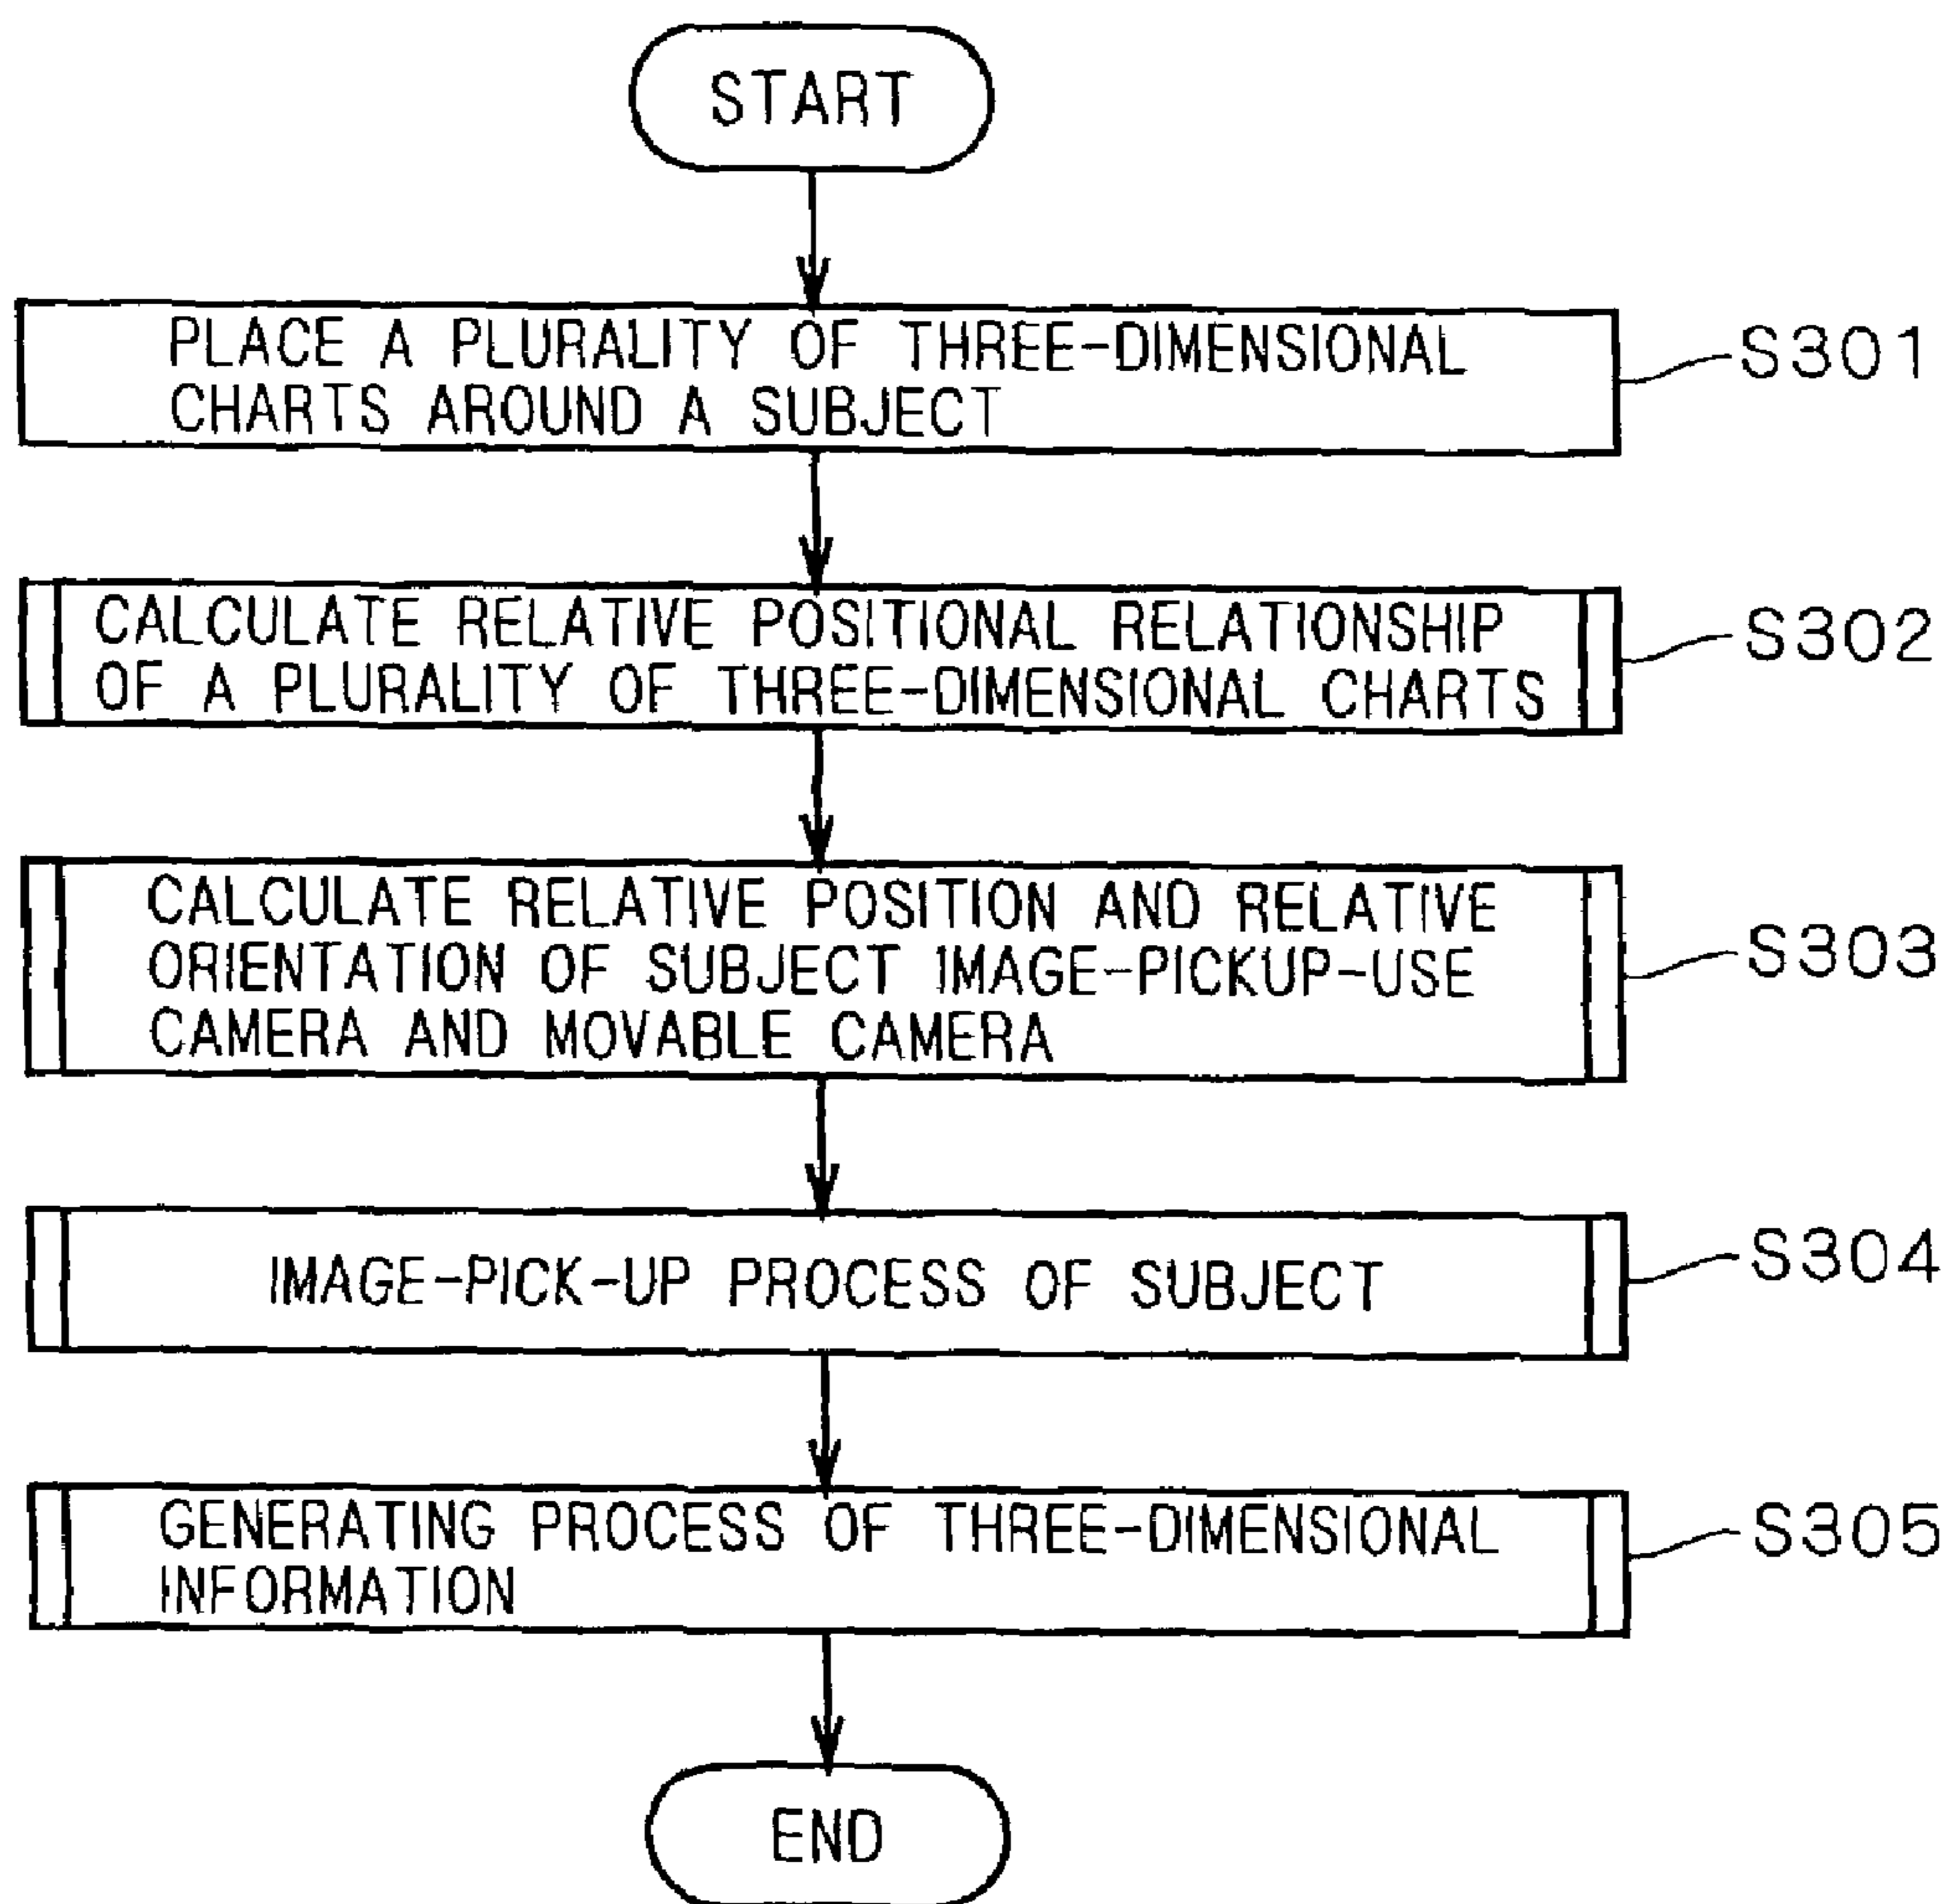 START
PLACE A PLURALITY OF THREE-DIMENSIONAL
CHARTS AROUND A SUBJECT
S301
CALCULATE RELATIVE POSITIONAL RELATIONSHIP
OF A PLURALITY OF THREE-DIMENSIONAL CHARTS
S302
CALCULATE RELATIVE POSITION AND RELATIVE
ORIENTATION OF SUBJECT IMAGE-PICKUP-USE
CAMERA AND MOVABLE CAMERA
S303
IMAGE-PICK-UP PROCESS OF SUBJECT
S304
GENERATING PROCESS OF THREE-DIMENSIONAL
INFORMATION
S305
END